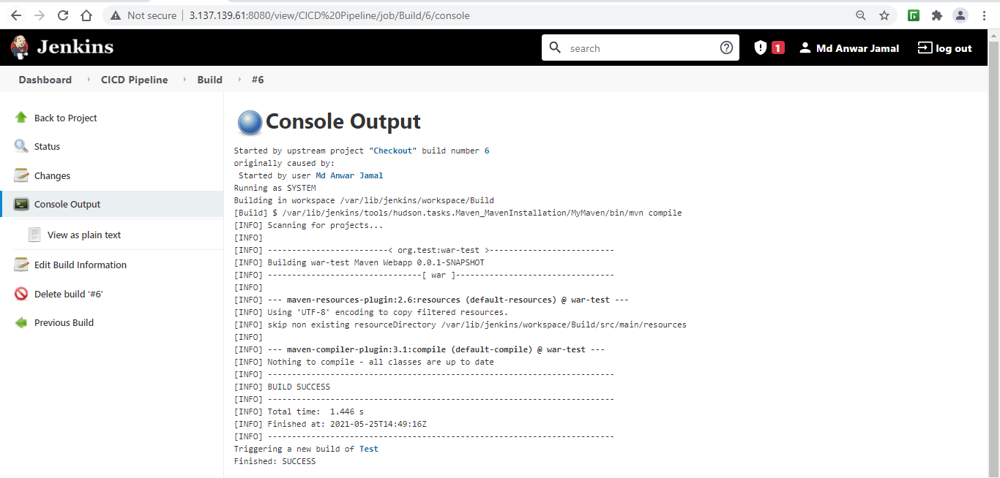 Not secure 3.137.139.61:8080/view/CICD%20Pipeline/job/Build/6/console
Jenkins
search
1
Md Anwar Jamal
log out
Dashboard CICD Pipeline Build #6
Back to Project
Status
Changes
Console Output
View as plain text
Edit Build Information
Delete build ‘#6’
Previous Build
Console Output
Started by upstream project "Checkout" build number 6
originally caused by:
Started by user Md Anwar Jamal
Running as SYSTEM
Building in workspace /var/lib/jenkins/workspace/Build
[Build] $ /var/lib/jenkins/tools/hudson.tasks.Maven_MavenInstallation/MyMaven/bin/mvn compile
[INFO] Scanning for projects...
[INFO]
[INFO] -------------------------< org.test:war-test >--------------------------
[INFO] Building war-test Maven Webapp 0.0.1-SNAPSHOT
[INFO] --------------------------------[ war ]---------------------------------
[INFO]
[INFO] --- maven-resources-plugin:2.6:resources (default-resources) @ war-test ---
[INFO] Using 'UTF-8' encoding to copy filtered resources.
[INFO] skip non existing resourceDirectory /var/lib/jenkins/workspace/Build/src/main/resources
[INFO]
[INFO] --- maven-compiler-plugin:3.1:compile (default-compile) @ war-test ---
[INFO] Nothing to compile - all classes are up to date
[INFO] ------------------------------------------------------------------------
[INFO] BUILD SUCCESS
[INFO] ------------------------------------------------------------------------
[INFO] Total time:  1.446 s
[INFO] Finished at: 2021-05-25T14:49:16Z
[INFO] ------------------------------------------------------------------------
Triggering a new build of Test
Finished: SUCCESS